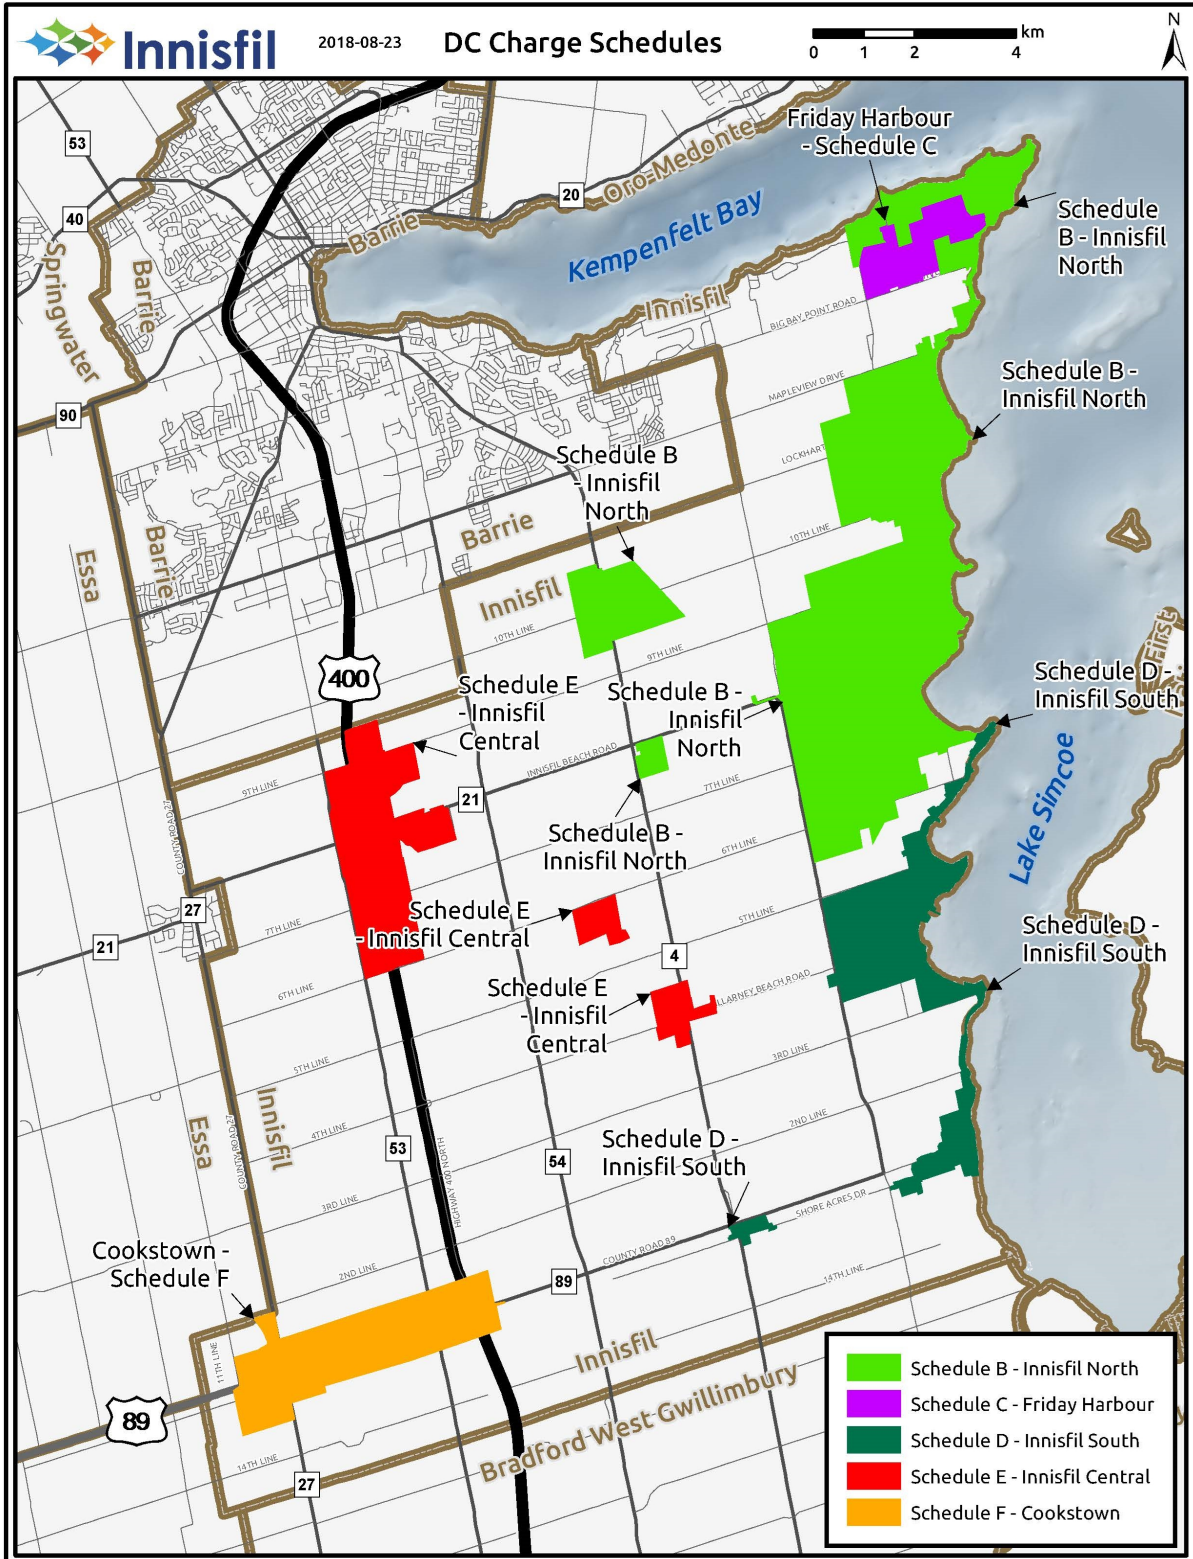 Innisfil
2018-08-23
DC Charge Schedules
0 1 2 4 km
N
53
40
20
Oro-Medonte
Friday Harbour
- Schedule C
Schedule
B - Innisfil
North
Springwater
Barrie
Barrie
Kempenfelt Bay
Innisfil
BIG BAY POINT ROAD
MAPLEVIEW DRIVE
Schedule B -
Innisfil North
90
LOCKHART
Schedule B
- Innisfil
North
10TH LINE
Essa
Barrie
Barrie
Innisfil
10TH LINE
9TH LINE
400
First
Schedule E
- Innisfil
Central
Schedule B -
Innisfil
North
Schedule D -
Innisfil South
9TH LINE
INNISFIL BEACH ROAD
21
7TH LINE
COUNTY ROAD 27
Schedule B -
Innisfil North
6TH LINE
Lake Simcoe
27
21
7TH LINE
Schedule E
- Innisfil Central
5TH LINE
Schedule D -
Innisfil South
4
6TH LINE
Schedule E
- Innisfil
Central
LLARNEY BEACH ROAD
5TH LINE
3RD LINE
Innisfil
Essa
COUNTY ROAD 27
4TH LINE
53
HIGHWAY 400 NORTH
54
2ND LINE
Schedule D -
Innisfil South
3RD LINE
SHORE ACRES DR
COUNTY ROAD 89
Cookstown -
Schedule F
2ND LINE
89
14TH LINE
11TH LINE
Innisfil
Bradford West Gwillimbury
89
14TH LINE
27
Schedule B - Innisfil North
Schedule C - Friday Harbour
Schedule D - Innisfil South
Schedule E - Innisfil Central
Schedule F - Cookstown